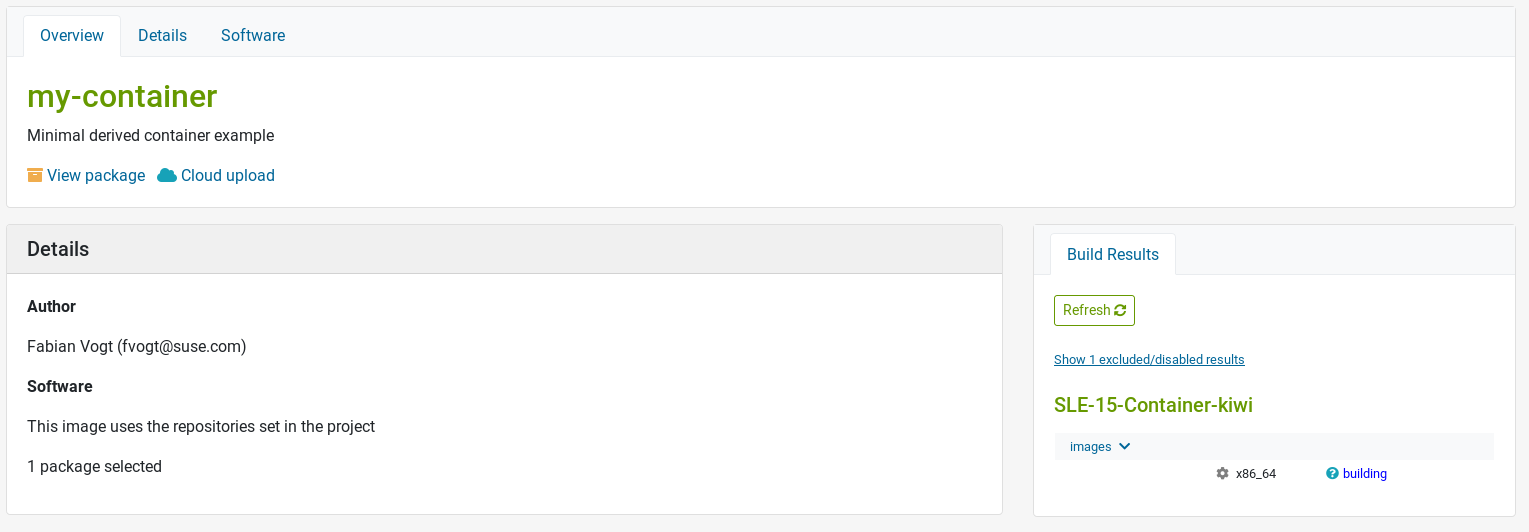 Overview Details Software
my-container
Minimal derived container example
View package Cloud upload
Details
Author
Fabian Vogt (fvogt@suse.com)
Software
This image uses the repositories set in the project
1 package selected
Build Results
Refresh
Show 1 excluded/disabled results
SLE-15-Container-kiwi
images
x86_64 building